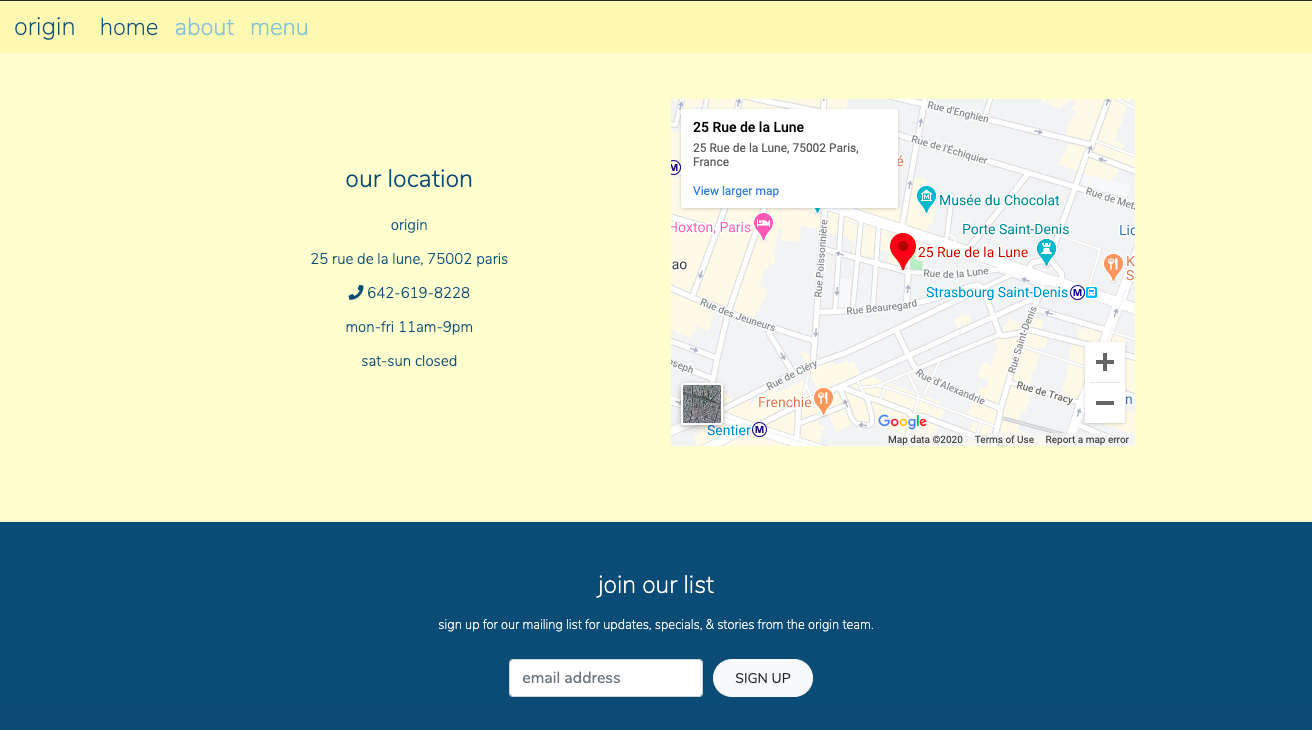 origin home about menu
our location
origin
25 rue de la lune, 75002 paris
642-619-8228
mon-fri 11am-9pm
sat-sun closed
25 Rue de la Lune
25 Rue de la Lune, 75002 Paris,
France
View larger map
Rue d'Enghien
Rue de l'Échiquier
Rue de Met
Musée du Chocolat
Hoxton, Paris
Porte Saint-Denis
Rue Poissonnière
25 Rue de la Lune
Rue de la Lune
Strasbourg Saint-Denis M
Rue Beauregard
Rue des Jeuneurs
Rue Saint-Denis
Rue de Cléry
Rue d'Alexandrie
Rue de Tracy
Frenchie
Sentier M
Google
Map data ©2020 Terms of Use Report a map error
join our list
sign up for our mailing list for updates, specials, & stories from the origin team.
email address SIGN UP